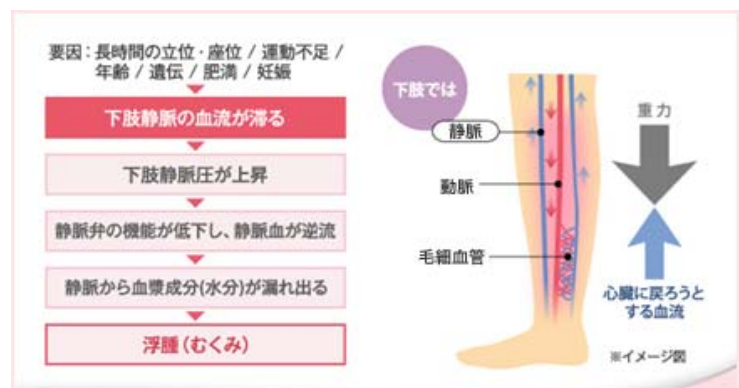 要因：長時間の立位・座位 / 運動不足 /
年齢 / 遺伝 / 肥満 / 妊娠
下肢静脈の血流が滞る
下肢静脈圧が上昇
静脈弁の機能が低下し、静脈血が逆流
静脈から血漿成分(水分)が漏れ出る
浮腫（むくみ）
下肢では
静脈
動脈
毛細血管
重力
心臓に戻ろうと
する血流
※イメージ図